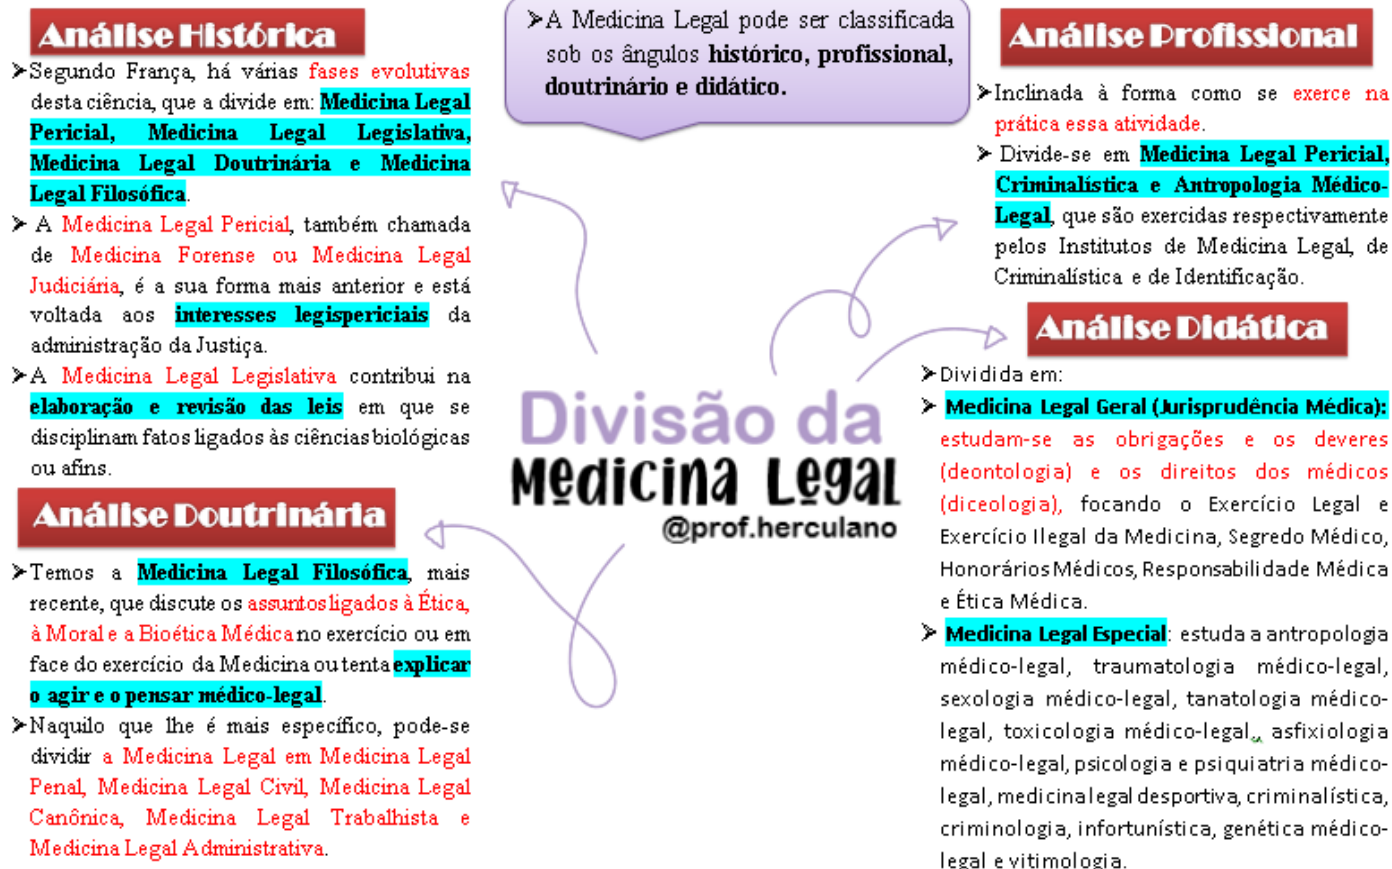 Análise Histórica
➤Segundo França, há várias fases evolutivas
desta ciência, que a divide em: Medicina Legal
Pericial, Medicina Legal Legislativa,
Medicina Legal Doutrinária e Medicina
Legal Filosófica.
➤ A Medicina Legal Pericial, também chamada
de Medicina Forense ou Medicina Legal
Judiciária, é a sua forma mais anterior e está
voltada aos interesses legispericiais da
administração da Justiça.
➤A Medicina Legal Legislativa contribui na
elaboração e revisão das leis em que se
disciplinam fatos ligados às ciências biológicas
ou afins.
Análise Doutrinária
➤Temos a Medicina Legal Filosófica, mais
recente, que discute os assuntos ligados à Ética,
à Moral e a Bioética Médica no exercício ou em
face do exercício da Medicina ou tenta explicar
o agir e o pensar médico-legal.
➤Naquilo que lhe é mais específico, pode-se
dividir a Medicina Legal em Medicina Legal
Penal, Medicina Legal Civil, Medicina Legal
Canônica, Medicina Legal Trabalhista e
Medicina Legal Administrativa.
➤A Medicina Legal pode ser classificada
sob os ângulos histórico, profissional,
doutrinário e didático.
Divisão da
Medicina Legal
@prof.herculano
Análise Profissional
➤Inclinada à forma como se exerce na
prática essa atividade.
➤ Divide-se em Medicina Legal Pericial,
Criminalística e Antropologia Médico-
Legal, que são exercidas respectivamente
pelos Institutos de Medicina Legal, de
Criminalística e de Identificação.
Análise Didática
➤Dividida em:
➤ Medicina Legal Geral (Jurisprudência Médica):
estudam-se as obrigações e os deveres
(deontologia) e os direitos dos médicos
(diceologia), focando o Exercício Legal e
Exercício Ilegal da Medicina, Segredo Médico,
Honorários Médicos, Responsabilidade Médica
e Ética Médica.
➤ Medicina Legal Especial: estuda a antropologia
médico-legal, traumatologia médico-legal,
sexologia médico-legal, tanatologia médico-
legal, toxicologia médico-legal, asfixiologia
médico-legal, psicologia e psiquiatria médico-
legal, medicina legal desportiva, criminalística,
criminologia, infortunística, genética médico-
legal e vitimologia.